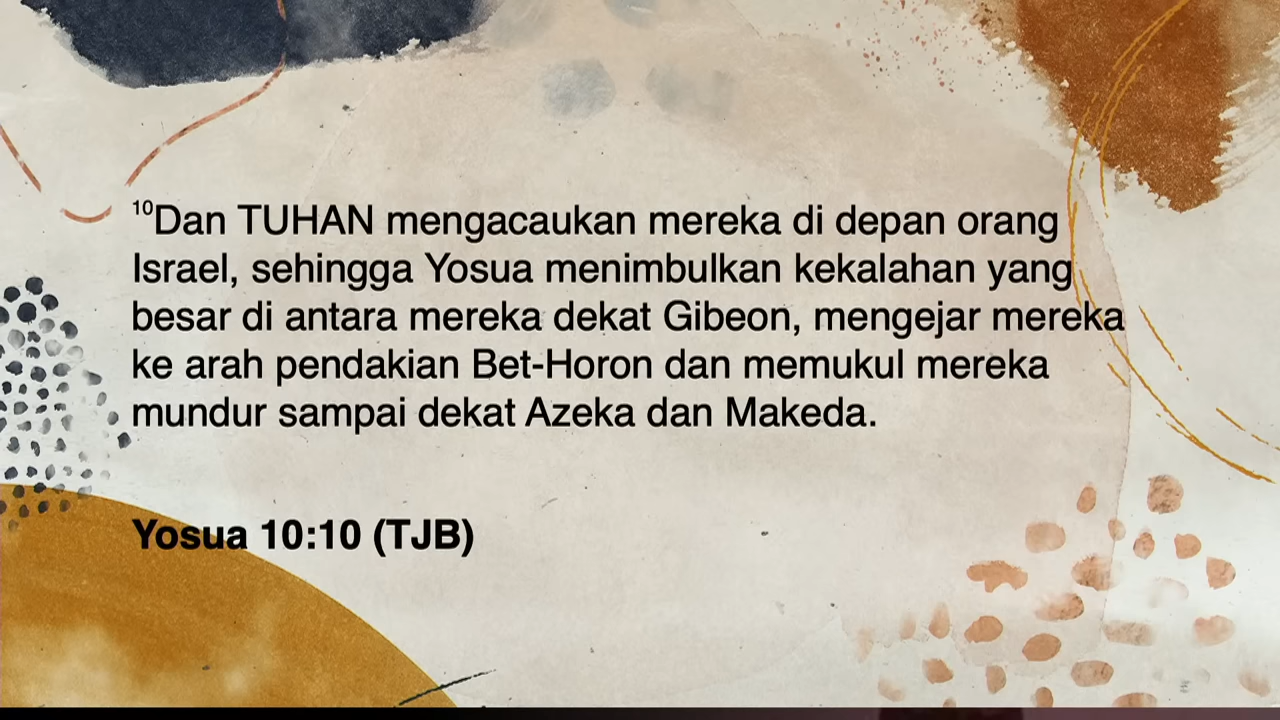 10Dan TUHAN mengacaukan mereka di depan orang
Israel, sehingga Yosua menimbulkan kekalahan yang
besar di antara mereka dekat Gibeon, mengejar mereka
ke arah pendakian Bet-Horon dan memukul mereka
mundur sampai dekat Azeka dan Makeda.
Yosua 10:10 (TJB)